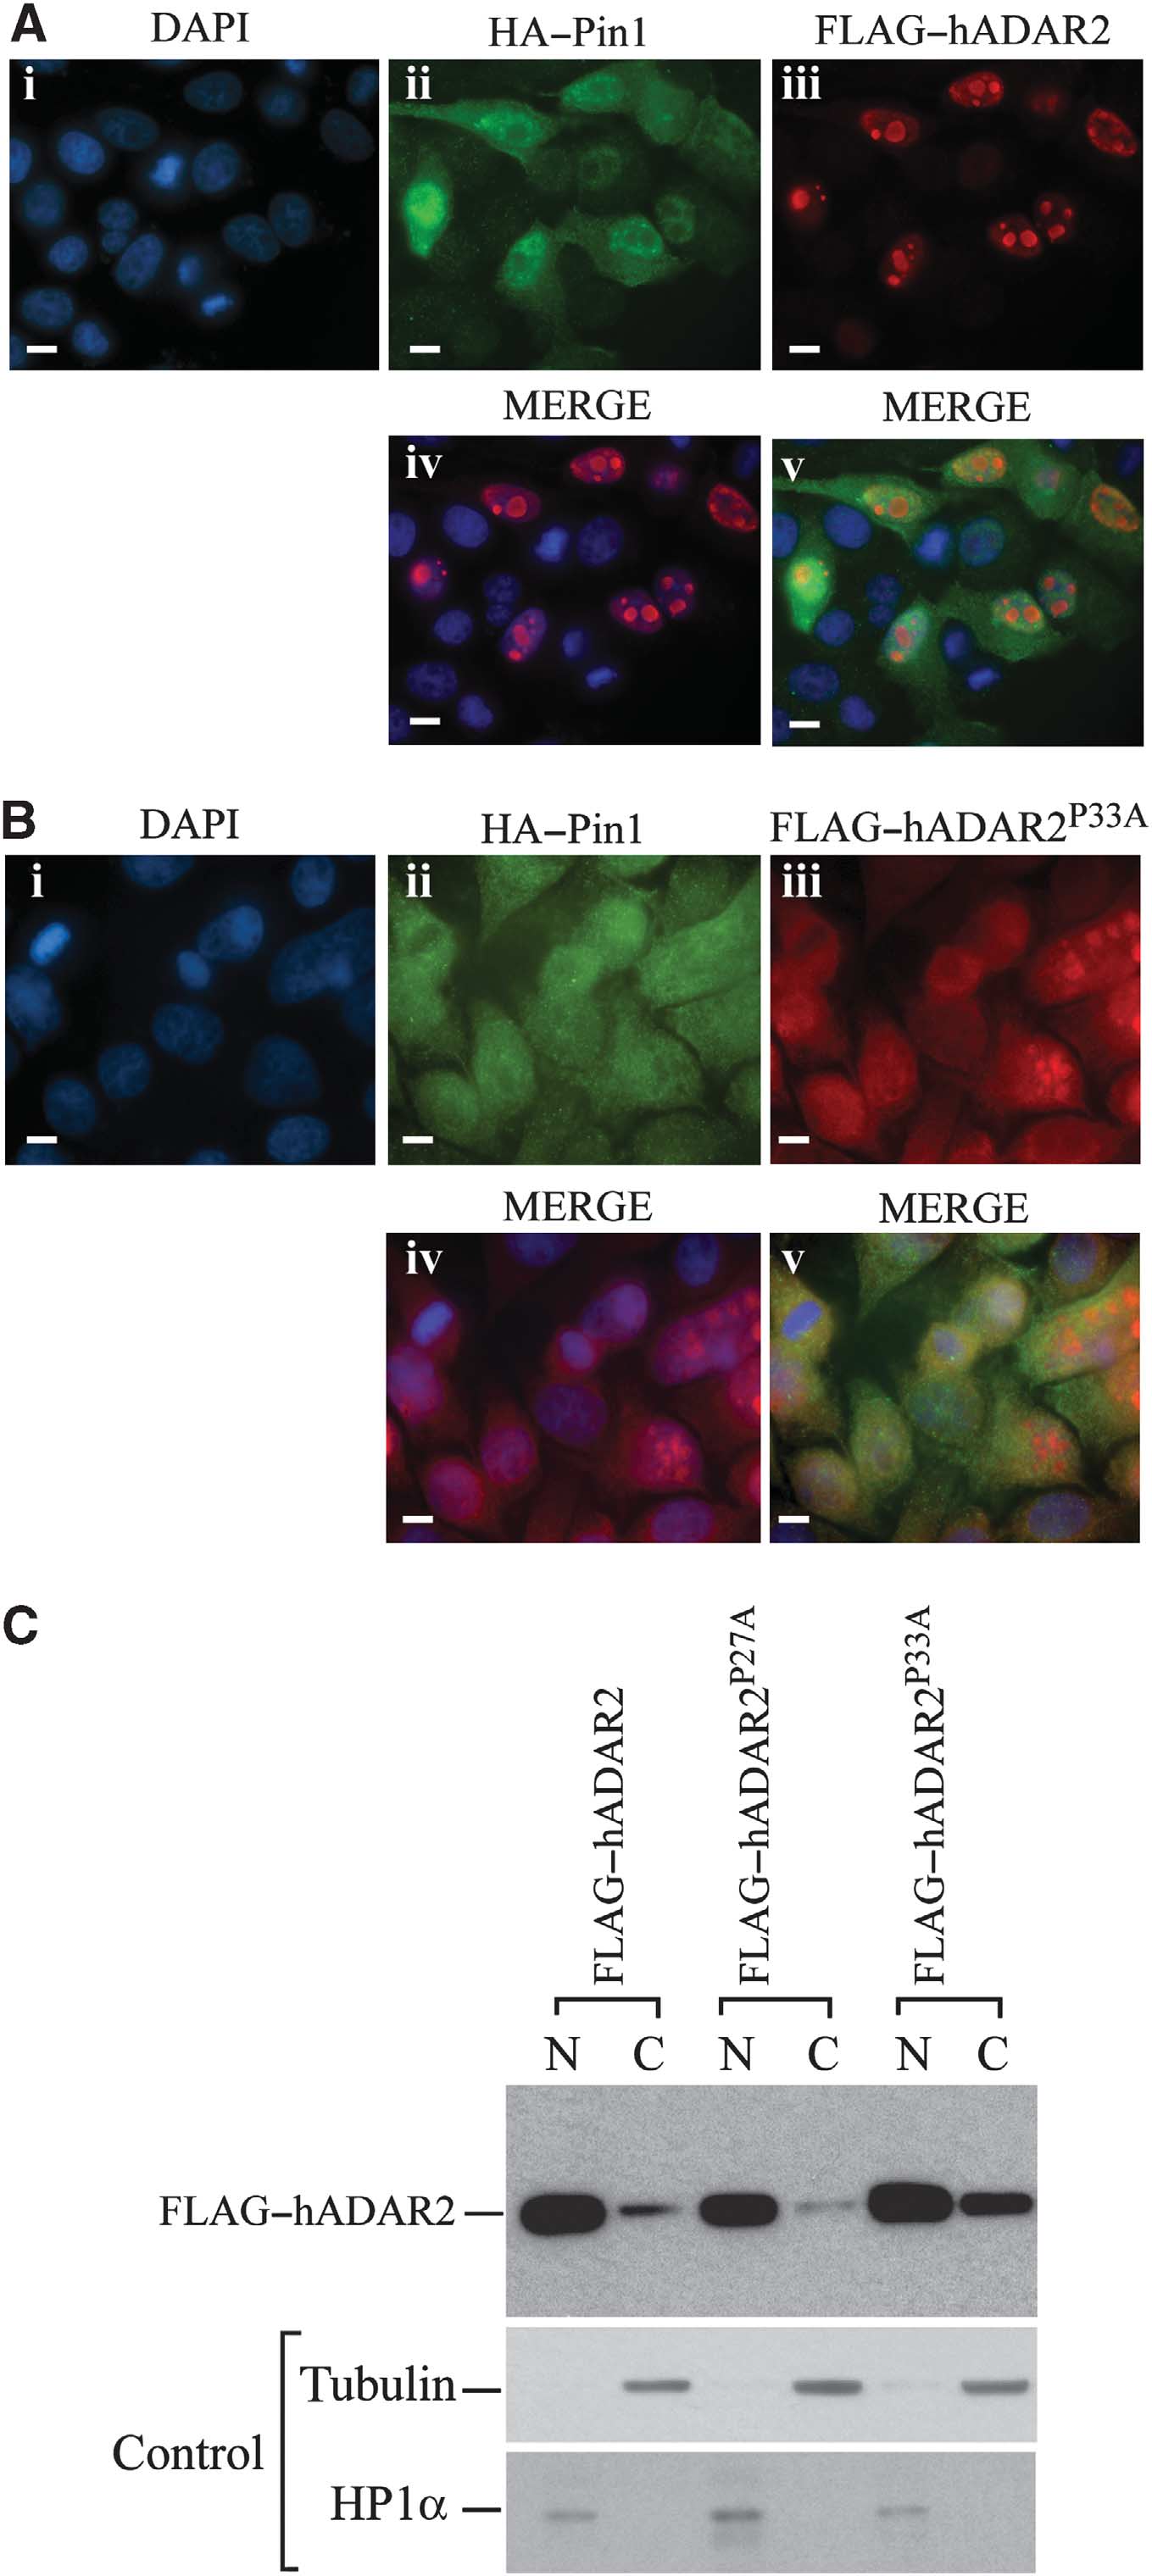 A
DAPI HA–Pin1 FLAG–hADAR2
i ii iii
MERGE MERGE
iv v
B
DAPI HA–Pin1 FLAG–hADAR2P33A
i ii iii
MERGE MERGE
iv v
C
FLAG–hADAR2
FLAG–hADAR2P27A
FLAG–hADAR2P33A
N C N C N C
FLAG–hADAR2
Control
Tubulin
HP1α